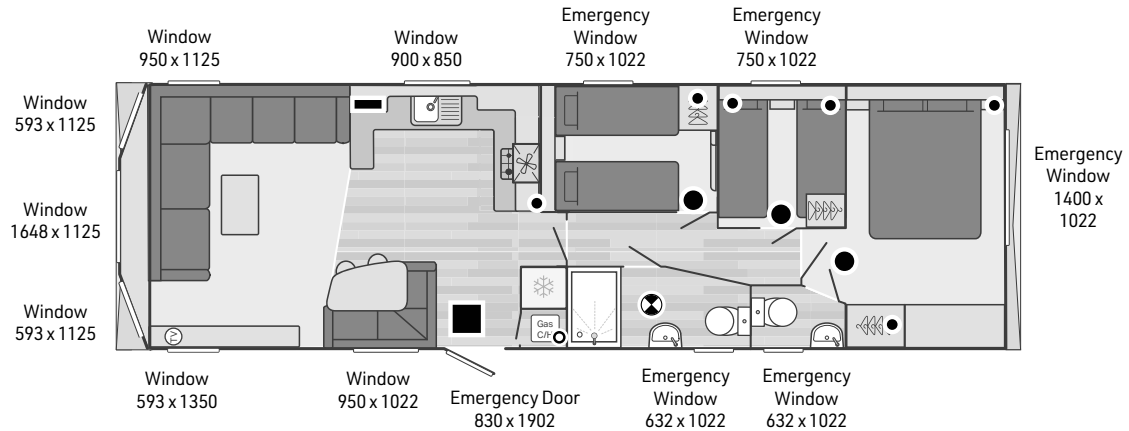 Window
950 x 1125
Window
900 x 850
Emergency
Window
750 x 1022
Emergency
Window
750 x 1022
Window
593 x 1125
Window
1648 x 1125
Window
593 x 1125
Emergency
Window
1400 x
1022
TV
Gas
C/H
Window
593 x 1350
Window
950 x 1022
Emergency Door
830 x 1902
Emergency
Window
632 x 1022
Emergency
Window
632 x 1022